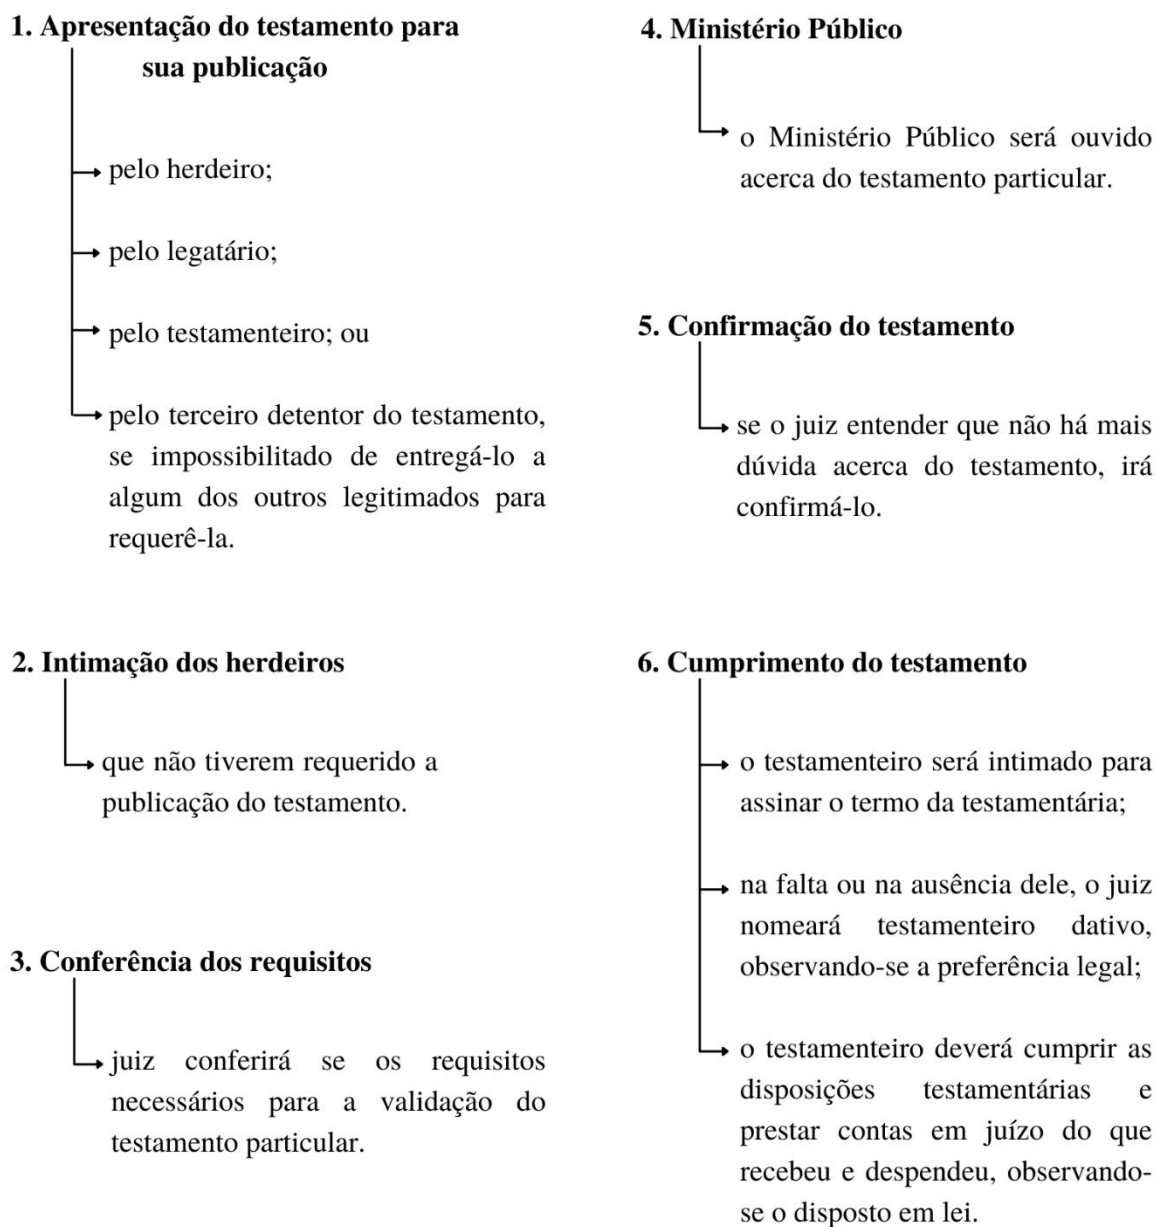 1. Apresentação do testamento para
sua publicação
pelo herdeiro;
pelo legatário;
pelo testamenteiro; ou
pelo terceiro detentor do testamento,
se impossibilitado de entregá-lo a
algum dos outros legitimados para
requerê-la.
2. Intimação dos herdeiros
que não tiverem requerido a
publicação do testamento.
3. Conferência dos requisitos
juiz conferirá se os requisitos
necessários para a validação do
testamento particular.
4. Ministério Público
o Ministério Público será ouvido
acerca do testamento particular.
5. Confirmação do testamento
se o juiz entender que não há mais
dúvida acerca do testamento, irá
confirmá-lo.
6. Cumprimento do testamento
o testamenteiro será intimado para
assinar o termo da testamentária;
na falta ou na ausência dele, o juiz
nomeará testamenteiro dativo,
observando-se a preferência legal;
o testamenteiro deverá cumprir as
disposições testamentárias e
prestar contas em juízo do que
recebeu e despendeu, observando-
se o disposto em lei.